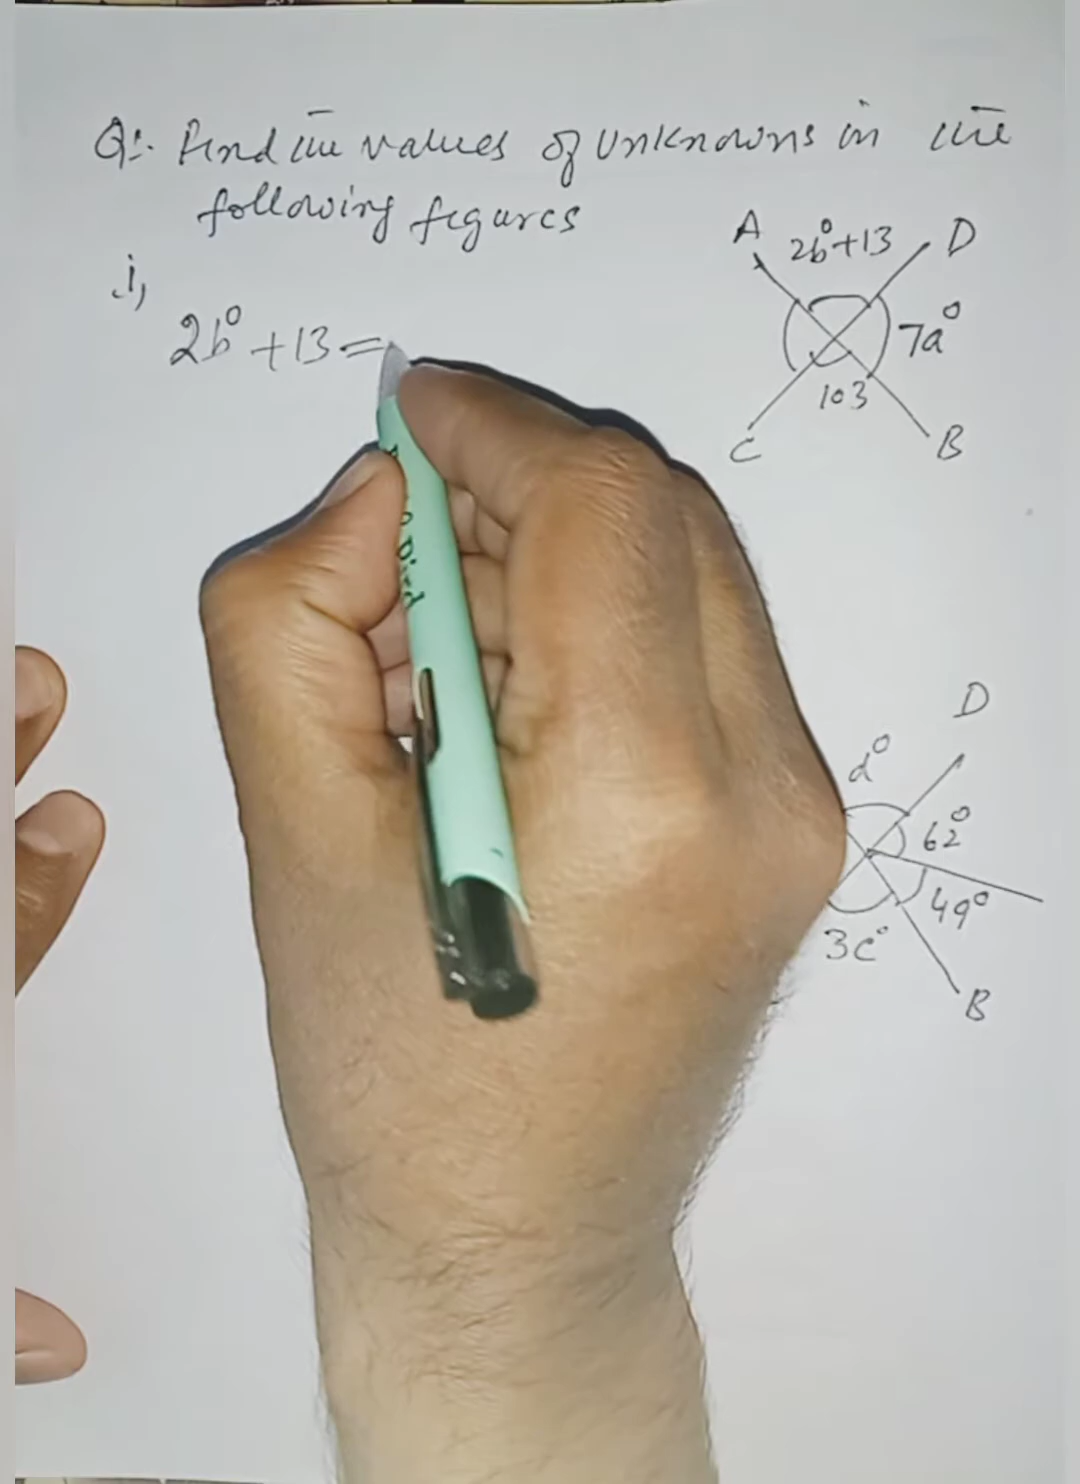 Q:- Find the values of unknowns in the
following figures
i,
2b° + 13 =
A 2b°+13 D
7a°
103
C B
D
d°
62°
49°
3c°
B